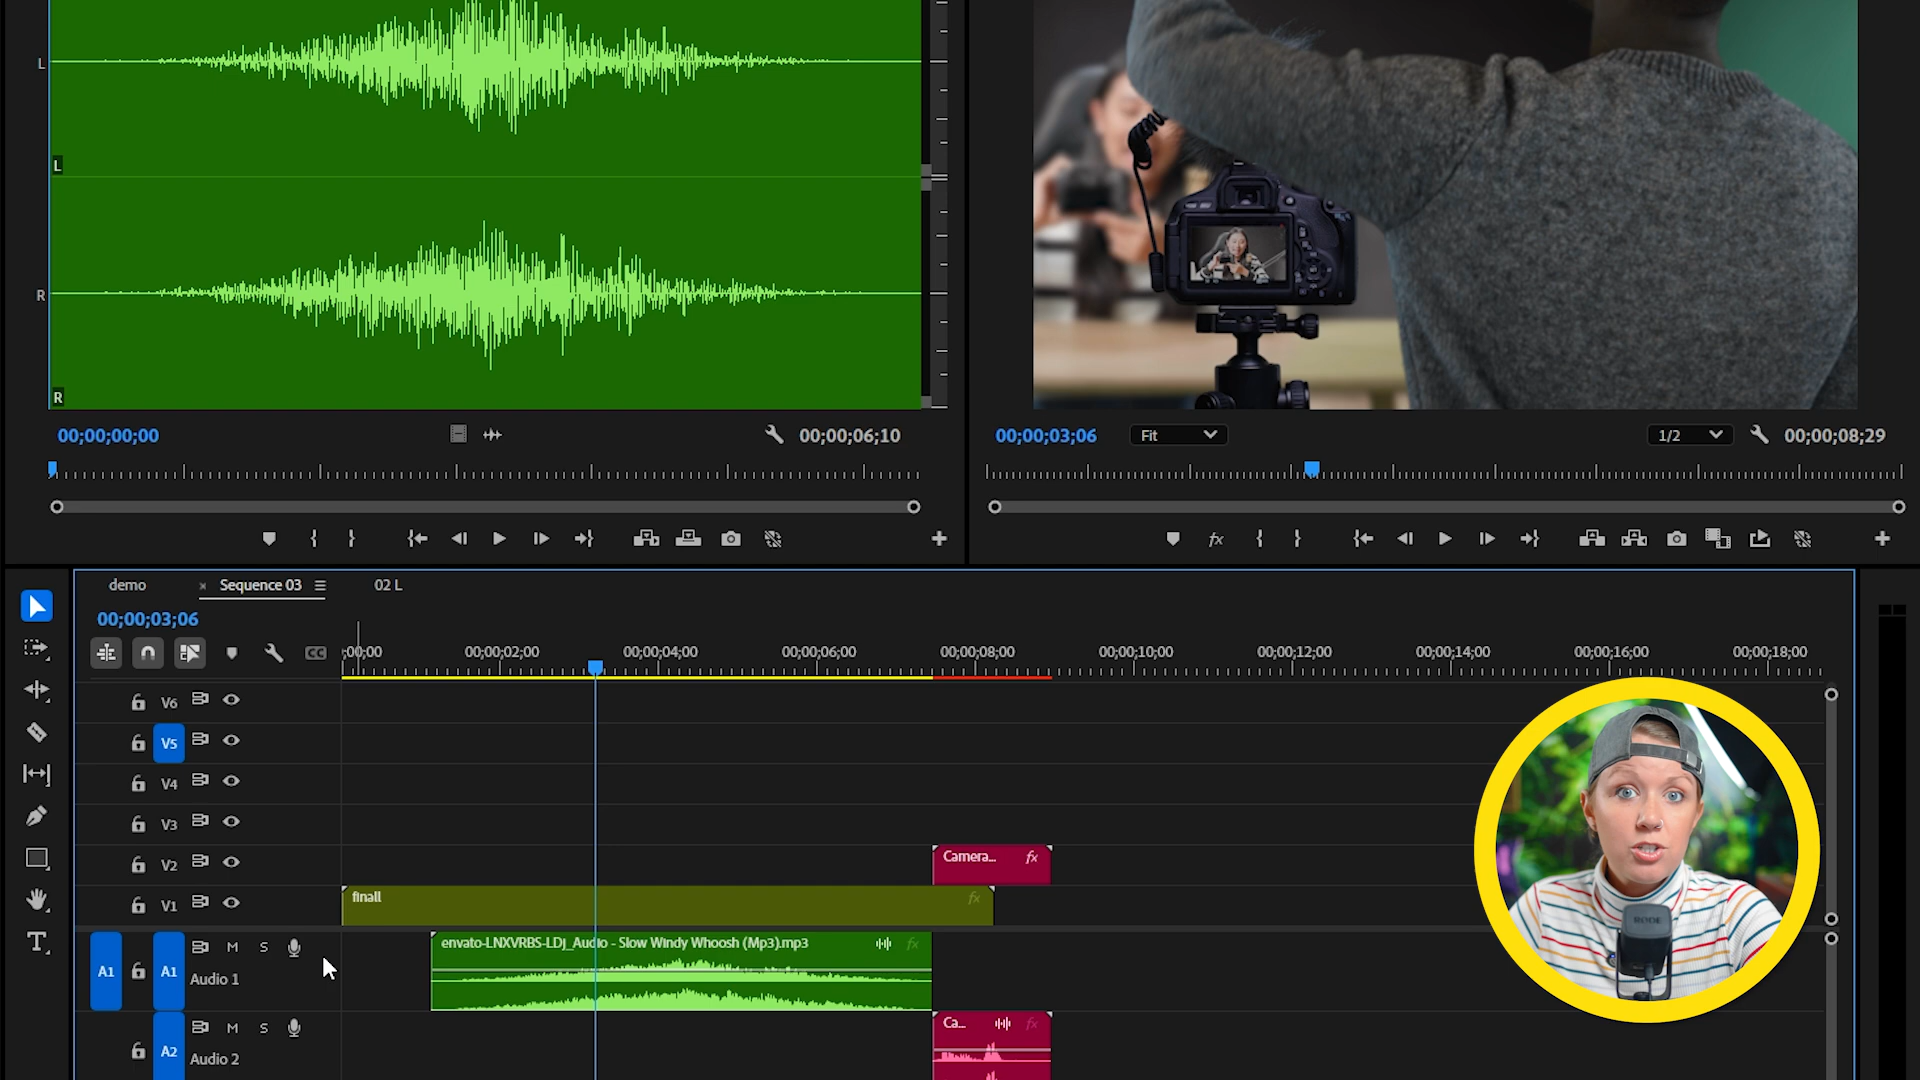 L
L
R
R
00;00;00;00
00;00;06;10
00;00;03;06
Fit
1/2
00;00;08;29
fx
demo
× Sequence 03
02 L
00;00;03;06
CC
;00;00
00;00;02;00
00;00;04;00
00;00;06;00
00;00;08;00
00;00;10;00
00;00;12;00
00;00;14;00
00;00;16;00
00;00;18;00
V6
V5
V4
V3
V2
Camera...
fx
V1
finall
fx
A1
A1
M
S
Audio 1
envato-LNXVRBS-LDJ_Audio - Slow Windy Whoosh (Mp3).mp3
fx
A2
M
S
Audio 2
Ca...
fx
T
RODE